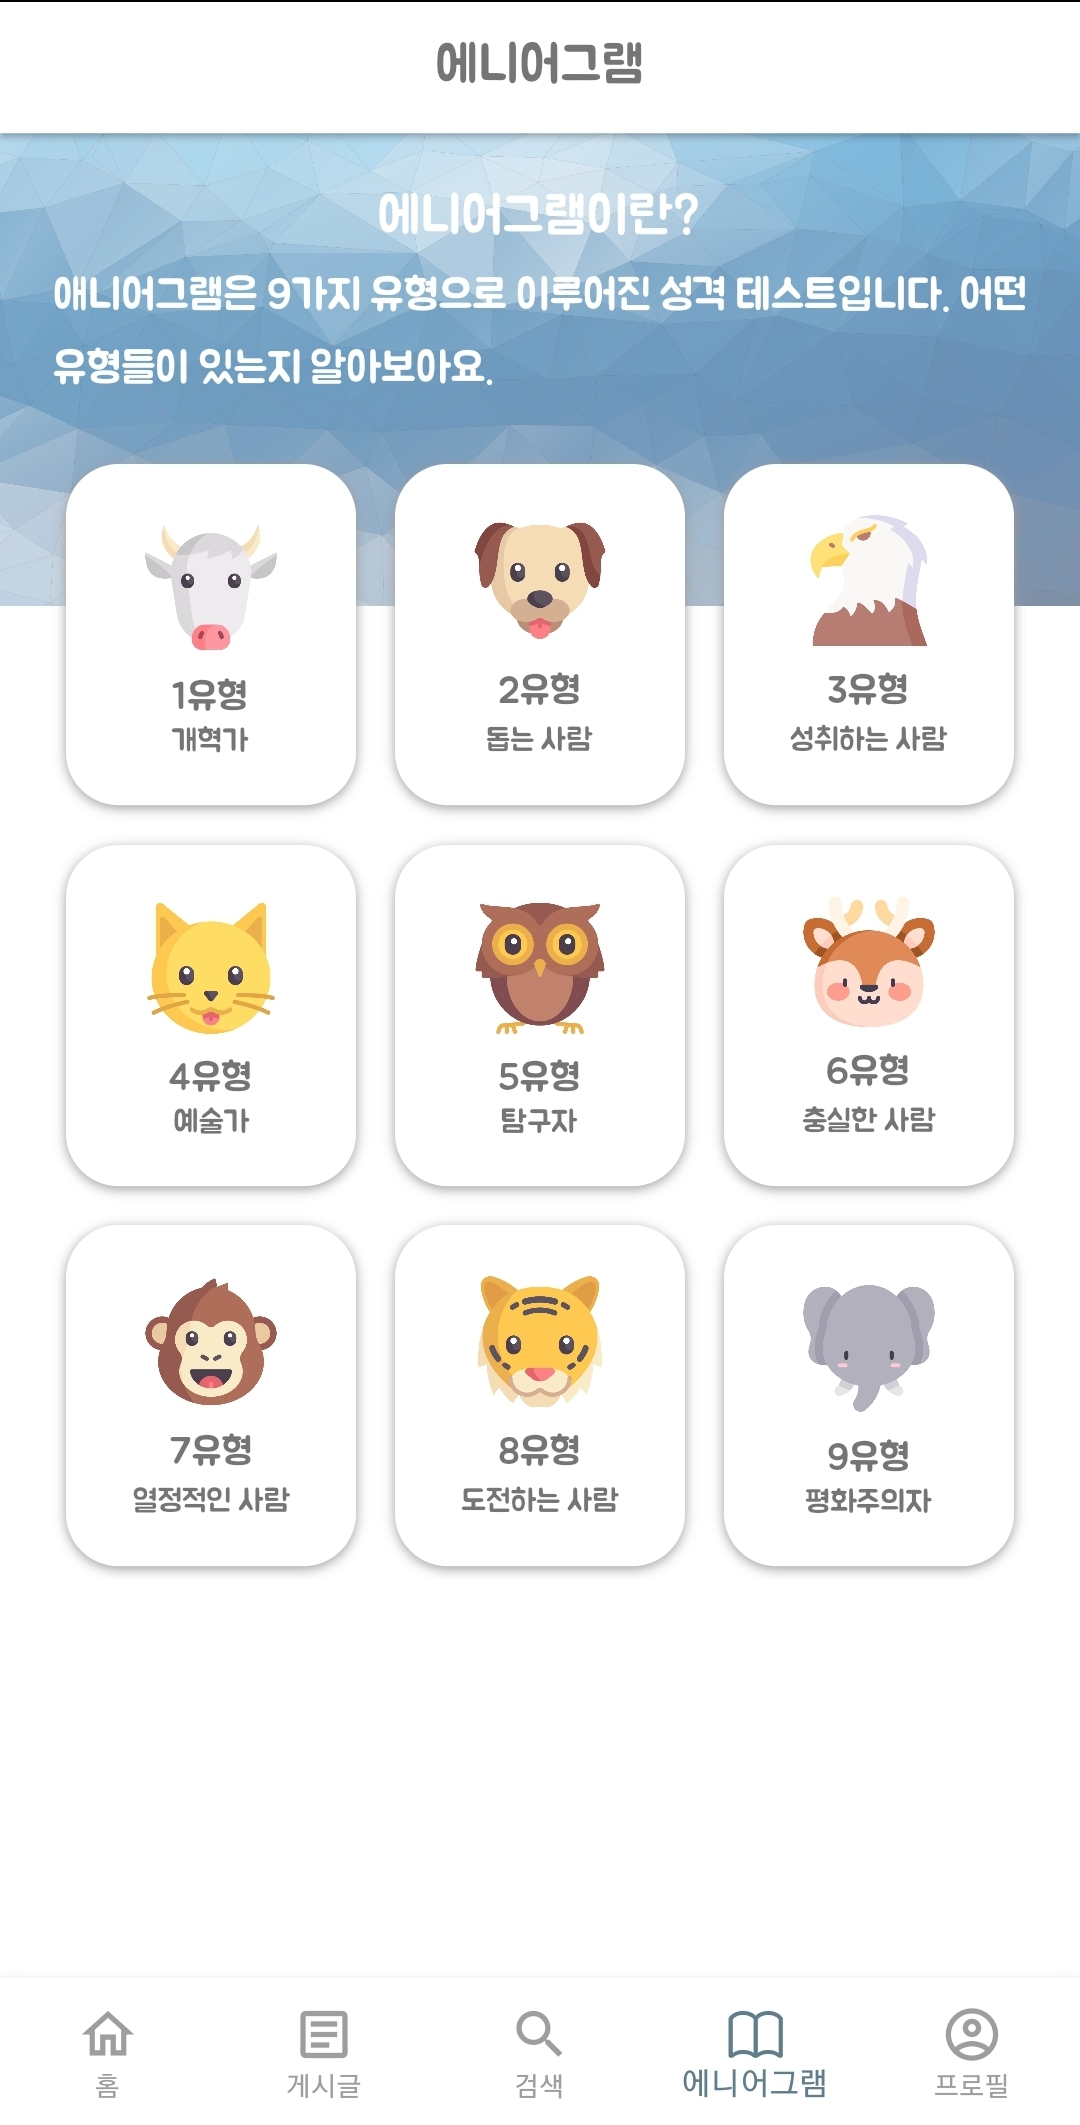 에니어그램
에니어그램이란?
애니어그램은 9가지 유형으로 이루어진 성격 테스트입니다. 어떤
유형들이 있는지 알아보아요.
1유형
개혁가
2유형
돕는 사람
3유형
성취하는 사람
4유형
예술가
5유형
탐구자
6유형
충실한 사람
7유형
열정적인 사람
8유형
도전하는 사람
9유형
평화주의자
홈
게시글
검색
에니어그램
프로필